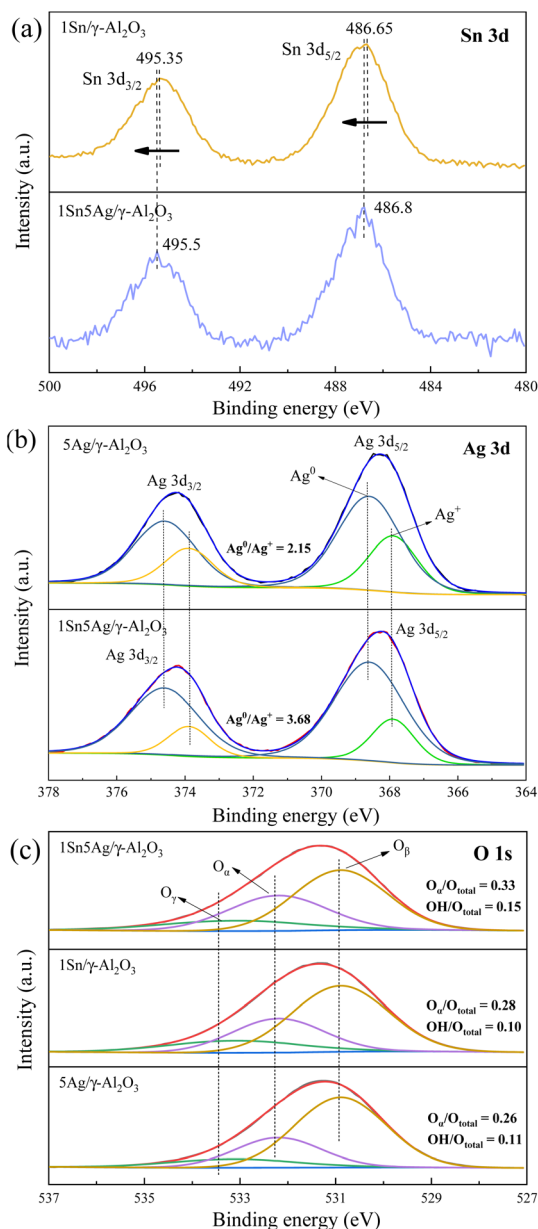 (a)
1Sn/γ-Al₂O₃
Sn 3d
495.35
486.65
Sn 3d₃/₂
Sn 3d₅/₂
1Sn5Ag/γ-Al₂O₃
495.5
486.8
Intensity (a.u.)
500 496 492 488 484 480
Binding energy (eV)
(b)
5Ag/γ-Al₂O₃
Ag 3d
Ag 3d₃/₂
Ag 3d₅/₂
Ag⁰
Ag⁺
Ag⁰/Ag⁺ = 2.15
1Sn5Ag/γ-Al₂O₃
Ag 3d₃/₂
Ag 3d₅/₂
Ag⁰/Ag⁺ = 3.68
Intensity (a.u.)
378 376 374 372 370 368 366 364
Binding energy (eV)
(c)
1Sn5Ag/γ-Al₂O₃
O 1s
Oγ
Oα
Oβ
Oα/Ototal = 0.33
OH/Ototal = 0.15
1Sn/γ-Al₂O₃
Oα/Ototal = 0.28
OH/Ototal = 0.10
5Ag/γ-Al₂O₃
Oα/Ototal = 0.26
OH/Ototal = 0.11
Intensity (a.u.)
537 535 533 531 529 527
Binding energy (eV)